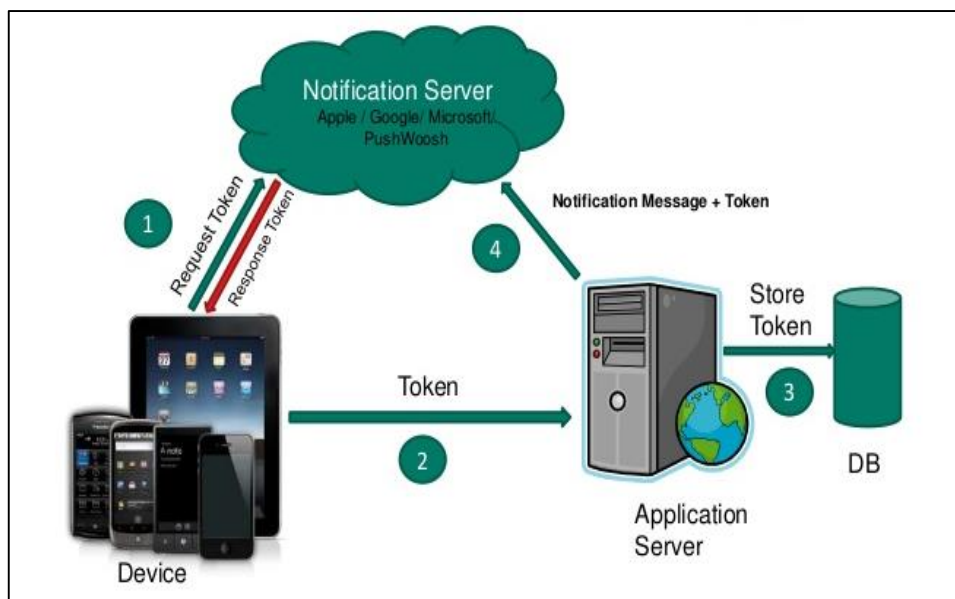 Notification Server
Apple / Google/ Microsoft/
PushWoosh
1
Request Token
Response Token
Notification Message + Token
4
Store
Token
3
Token
2
DB
Application
Server
Device